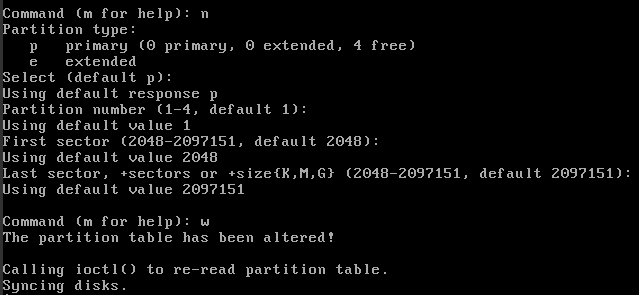 Command (m for help): n
Partition type:
   p   primary (0 primary, 0 extended, 4 free)
   e   extended
Select (default p):
Using default response p
Partition number (1-4, default 1):
Using default value 1
First sector (2048-2097151, default 2048):
Using default value 2048
Last sector, +sectors or +size{K,M,G} (2048-2097151, default 2097151):
Using default value 2097151

Command (m for help): w
The partition table has been altered!

Calling ioctl() to re-read partition table.
Syncing disks.